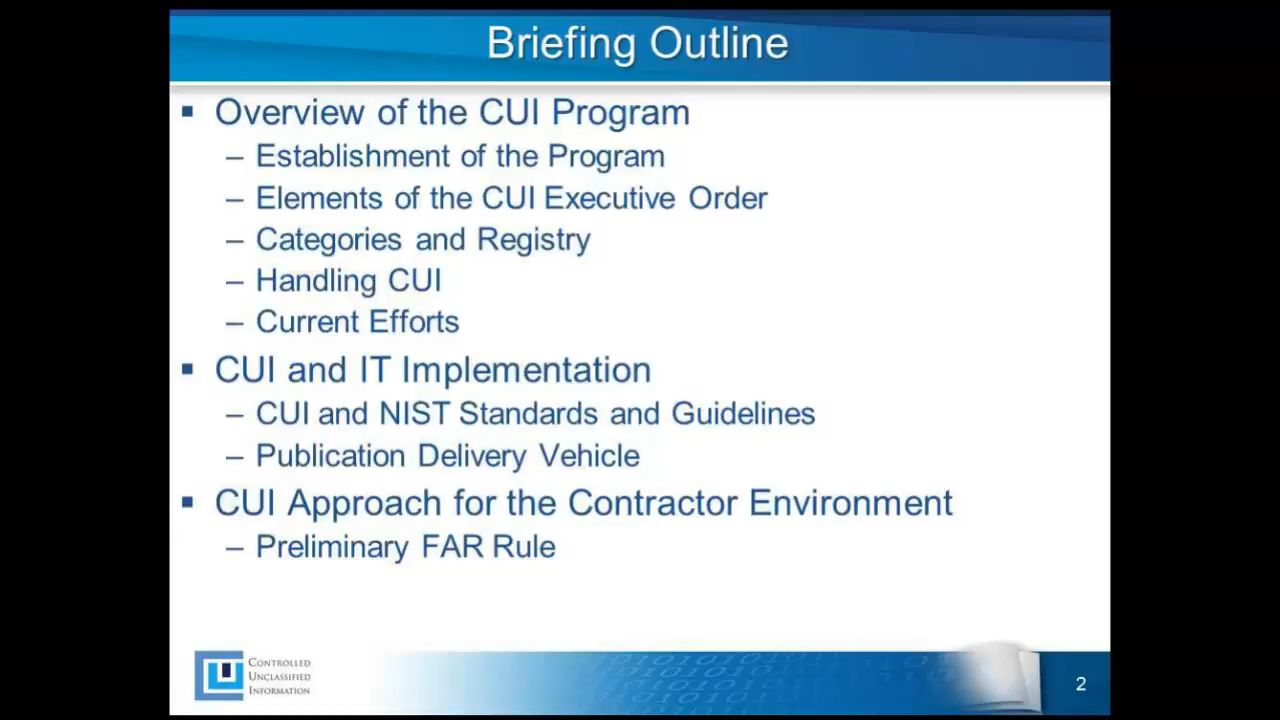 Briefing Outline
▪ Overview of the CUI Program
– Establishment of the Program
– Elements of the CUI Executive Order
– Categories and Registry
– Handling CUI
– Current Efforts
▪ CUI and IT Implementation
– CUI and NIST Standards and Guidelines
– Publication Delivery Vehicle
▪ CUI Approach for the Contractor Environment
– Preliminary FAR Rule
CONTROLLED
UNCLASSIFIED
INFORMATION
2